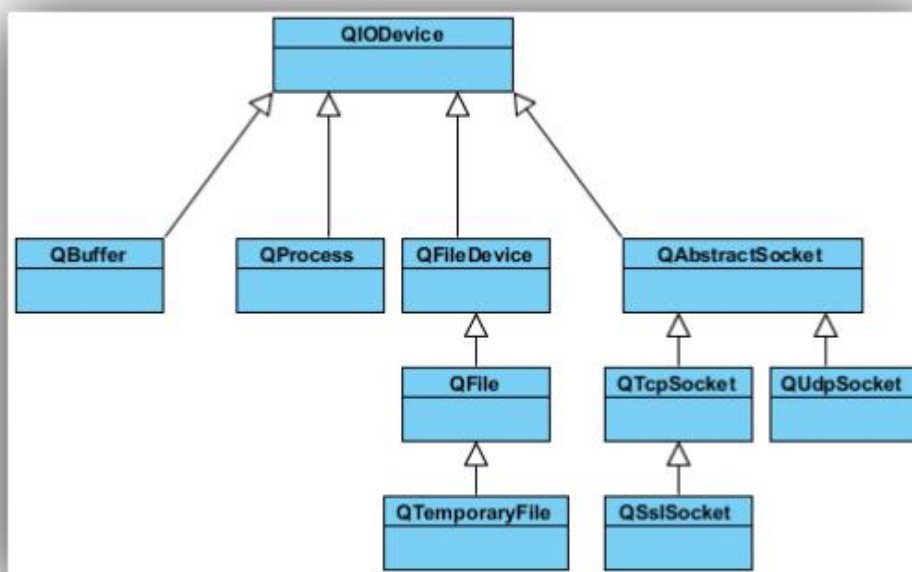 QIODevice
QBuffer
QProcess
QFileDevice
QAbstractSocket
QFile
QTcpSocket
QUdpSocket
QTemporaryFile
QSslSocket